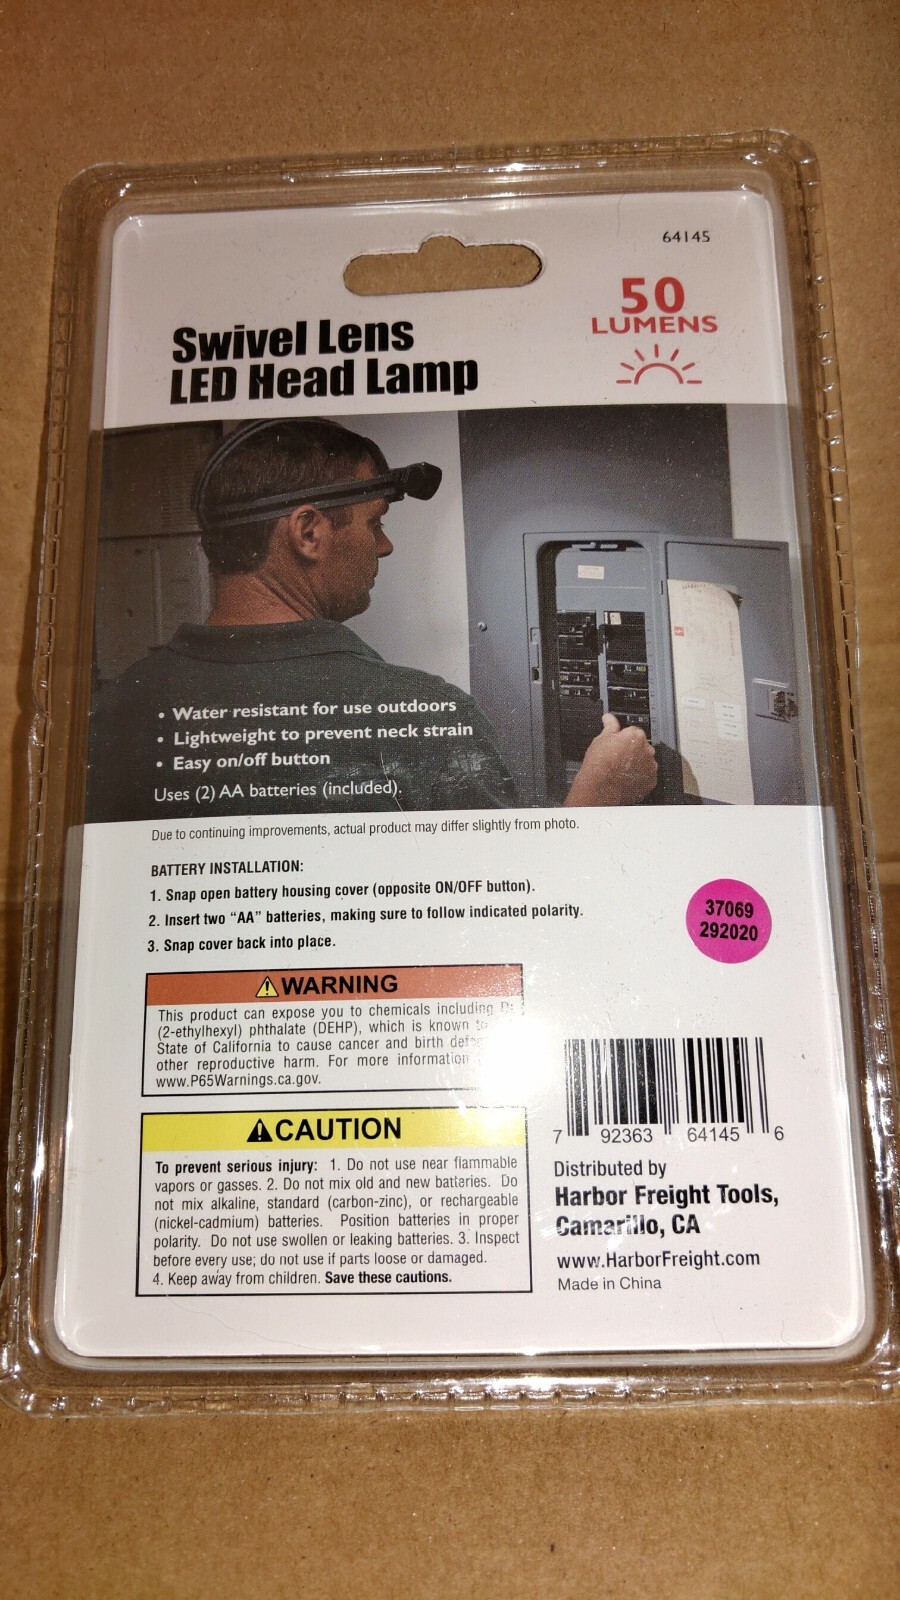 64145
50
LUMENS
Swivel Lens
LED Head Lamp
• Water resistant for use outdoors
• Lightweight to prevent neck strain
• Easy on/off button
Uses (2) AA batteries (included).
Due to continuing improvements, actual product may differ slightly from photo.
BATTERY INSTALLATION:
1. Snap open battery housing cover (opposite ON/OFF button).
2. Insert two “AA” batteries, making sure to follow indicated polarity.
3. Snap cover back into place.
37069
292020
WARNING
This product can expose you to chemicals including
(2-ethylhexyl) phthalate (DEHP), which is known
State of California to cause cancer and birth
other reproductive harm. For more information
www.P65Warnings.ca.gov.
CAUTION
To prevent serious injury: 1. Do not use near flammable
vapors or gasses. 2. Do not mix old and new batteries. Do
not mix alkaline, standard (carbon-zinc), or rechargeable
(nickel-cadmium) batteries. Position batteries in proper
polarity. Do not use swollen or leaking batteries. 3. Inspect
before every use; do not use if parts loose or damaged.
4. Keep away from children. Save these cautions.
7 92363 64145 6
Distributed by
Harbor Freight Tools,
Camarillo, CA
www.HarborFreight.com
Made in China